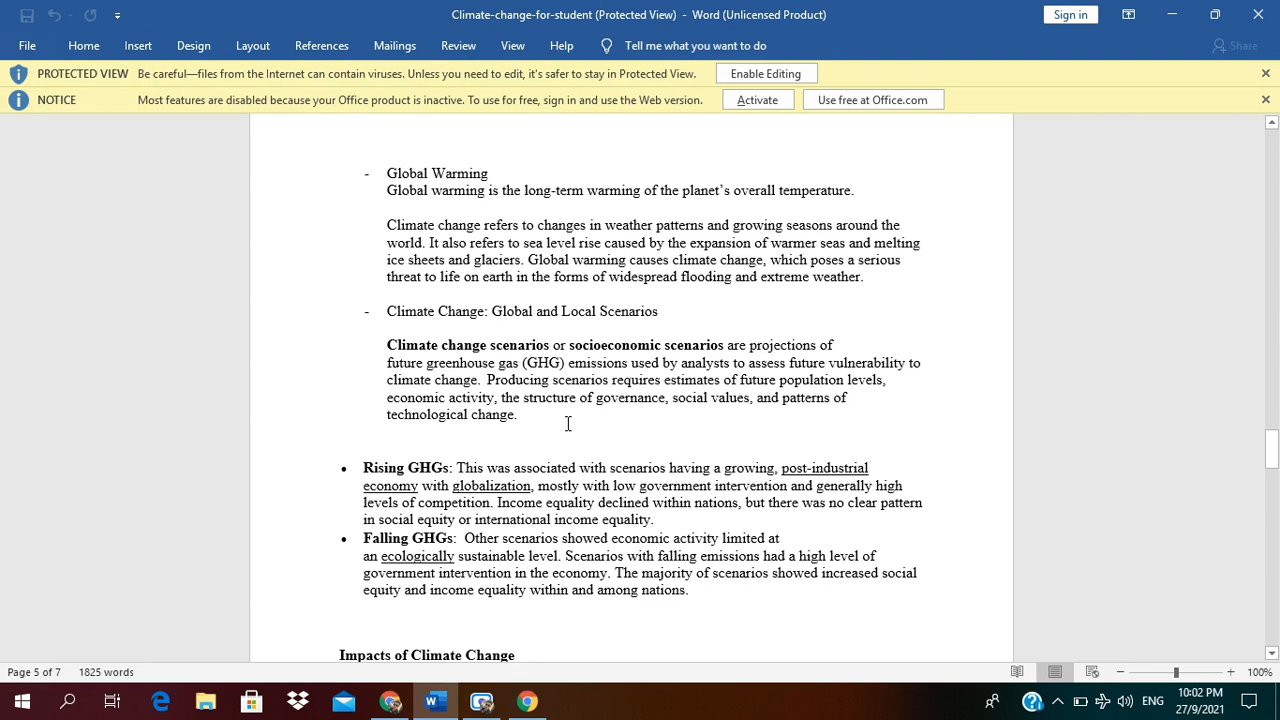 Climate-change-for-student (Protected View) - Word (Unlicensed Product)
Sign in
File Home Insert Design Layout References Mailings Review View Help Tell me what you want to do Share
PROTECTED VIEW Be careful—files from the Internet can contain viruses. Unless you need to edit, it's safer to stay in Protected View. Enable Editing
NOTICE Most features are disabled because your Office product is inactive. To use for free, sign in and use the Web version. Activate Use free at Office.com
- Global Warming
Global warming is the long-term warming of the planet's overall temperature.
Climate change refers to changes in weather patterns and growing seasons around the
world. It also refers to sea level rise caused by the expansion of warmer seas and melting
ice sheets and glaciers. Global warming causes climate change, which poses a serious
threat to life on earth in the forms of widespread flooding and extreme weather.
- Climate Change: Global and Local Scenarios
Climate change scenarios or socioeconomic scenarios are projections of
future greenhouse gas (GHG) emissions used by analysts to assess future vulnerability to
climate change. Producing scenarios requires estimates of future population levels,
economic activity, the structure of governance, social values, and patterns of
technological change.
• Rising GHGs: This was associated with scenarios having a growing, post-industrial
economy with globalization, mostly with low government intervention and generally high
levels of competition. Income equality declined within nations, but there was no clear pattern
in social equity or international income equality.
• Falling GHGs: Other scenarios showed economic activity limited at
an ecologically sustainable level. Scenarios with falling emissions had a high level of
government intervention in the economy. The majority of scenarios showed increased social
equity and income equality within and among nations.
Impacts of Climate Change
Page 5 of 7 1825 words 100%
ENG
10:02 PM
27/9/2021